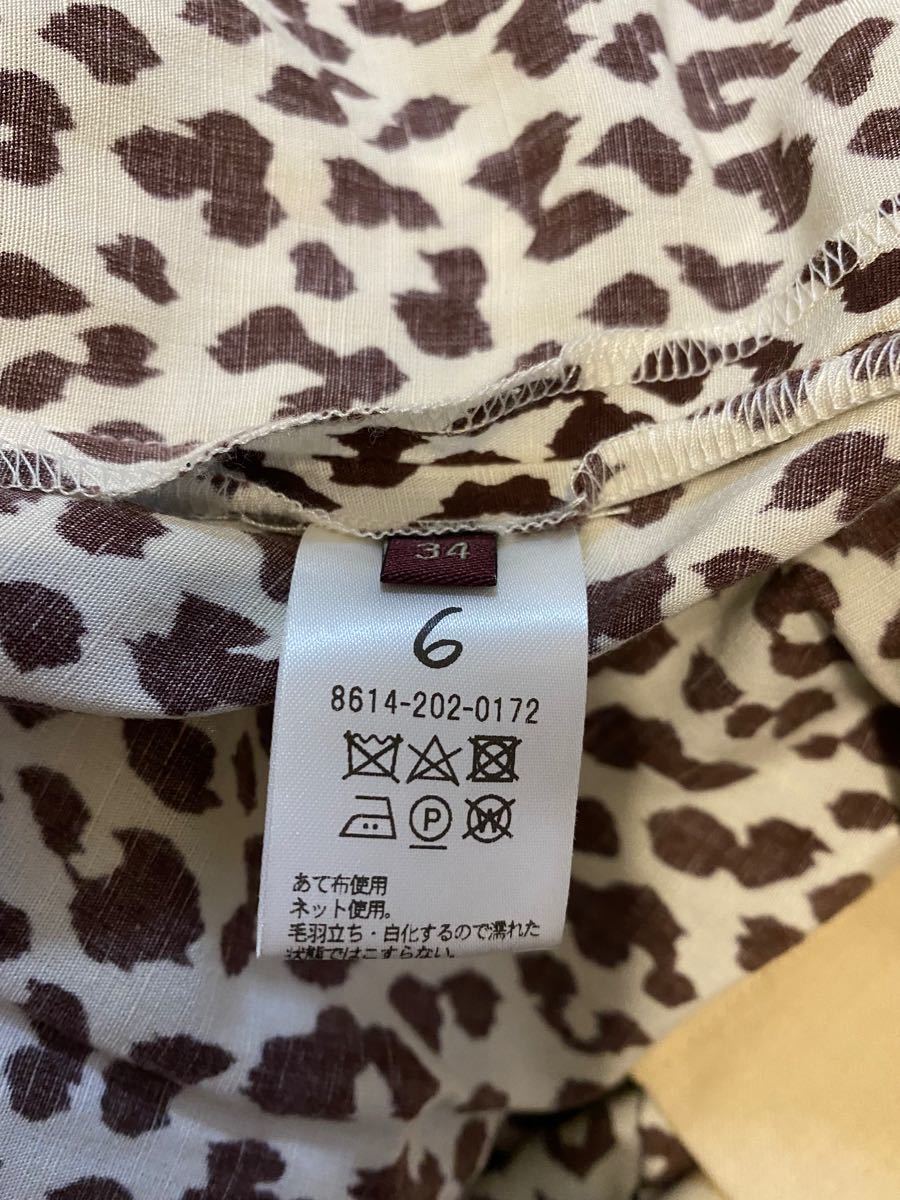 34
6
8614-202-0172
P
W
あて布使用
ネット使用。
毛羽立ち・白化するので濡れた
状態ではこすらない。